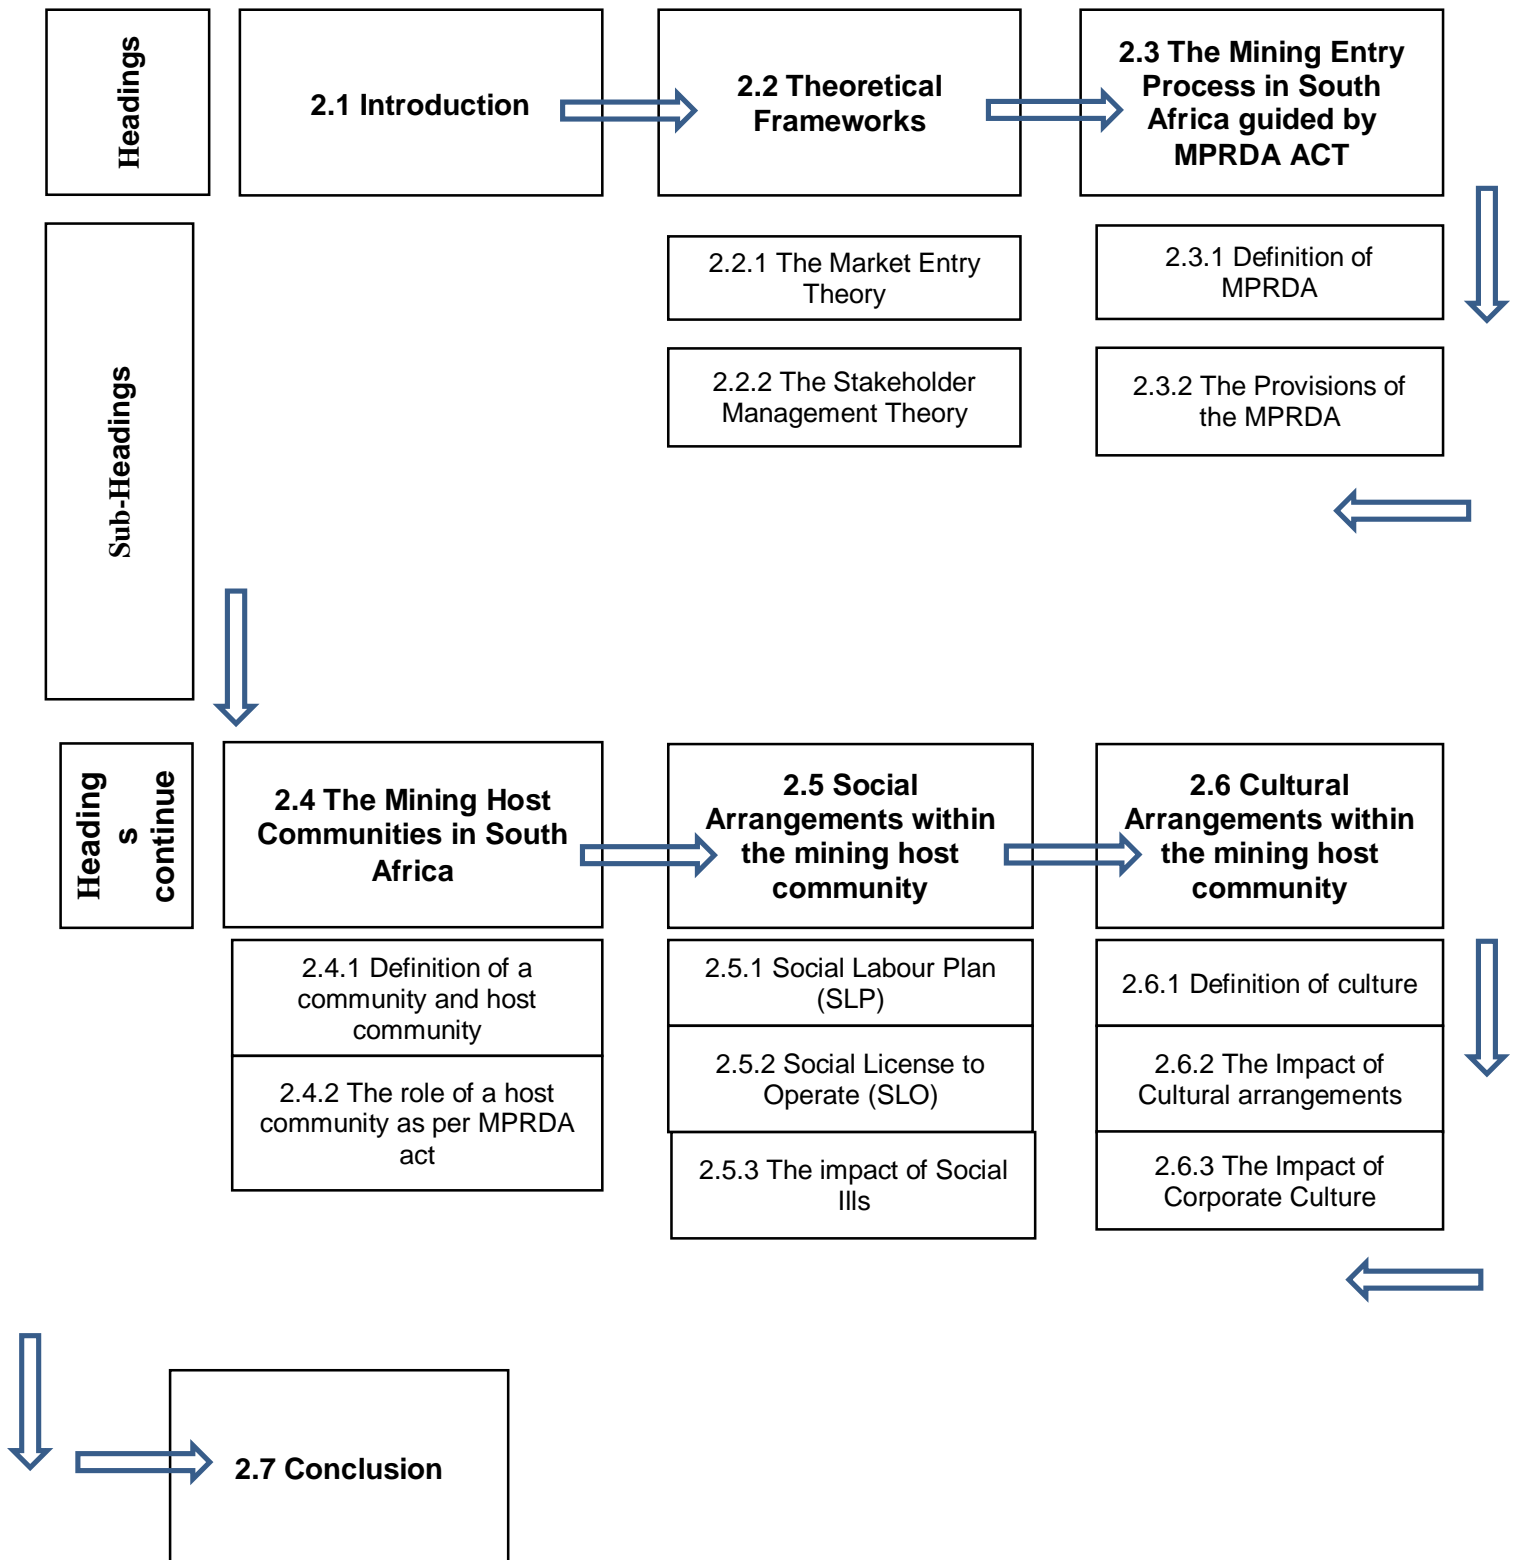 Headings
2.1 Introduction
2.2 Theoretical
Frameworks
2.3 The Mining Entry
Process in South
Africa guided by
MPRDA ACT
Sub-Headings
2.2.1 The Market Entry
Theory
2.3.1 Definition of
MPRDA
2.2.2 The Stakeholder
Management Theory
2.3.2 The Provisions of
the MPRDA
Heading
s
continue
2.4 The Mining Host
Communities in South
Africa
2.5 Social
Arrangements within
the mining host
community
2.6 Cultural
Arrangements within
the mining host
community
2.4.1 Definition of a
community and host
community
2.5.1 Social Labour Plan
(SLP)
2.6.1 Definition of culture
2.4.2 The role of a host
community as per MPRDA
act
2.5.2 Social License to
Operate (SLO)
2.6.2 The Impact of
Cultural arrangements
2.5.3 The impact of Social
Ills
2.6.3 The Impact of
Corporate Culture
2.7 Conclusion